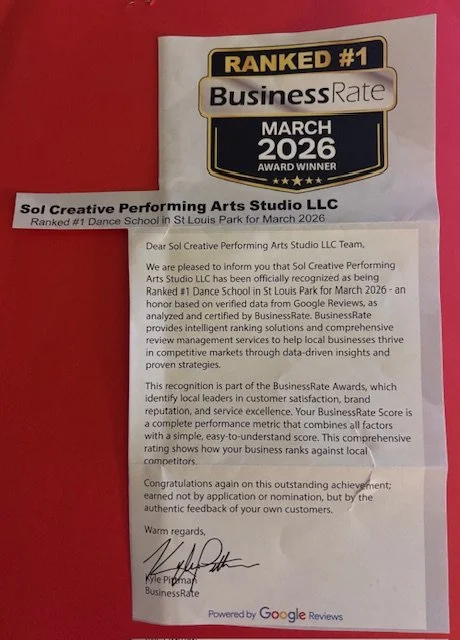 RANKED #1
BusinessRate
MARCH
2026
AWARD WINNER
Sol Creative Performing Arts Studio LLC
Ranked #1 Dance School in St Louis Park for March 2026
Dear Sol Creative Performing Arts Studio LLC Team,
We are pleased to inform you that Sol Creative Performing
Arts Studio LLC has been officially recognized as being
Ranked #1 Dance School in St Louis Park for March 2026 - an
honor based on verified data from Google Reviews, as
analyzed and certified by BusinessRate. BusinessRate
provides intelligent ranking solutions and comprehensive
review management services to help local businesses thrive
in competitive markets through data-driven insights and
proven strategies.
This recognition is part of the BusinessRate Awards, which
identify local leaders in customer satisfaction, brand
reputation, and service excellence. Your BusinessRate Score is
a complete performance metric that combines all factors
with a simple, easy-to-understand score. This comprehensive
rating shows how your business ranks against local
competitors.
Congratulations again on this outstanding achievement;
earned not by application or nomination, but by the
authentic feedback of your own customers.
Warm regards,
Kyle Pittman
Kyle Pittman
BusinessRate
Powered by Google Reviews